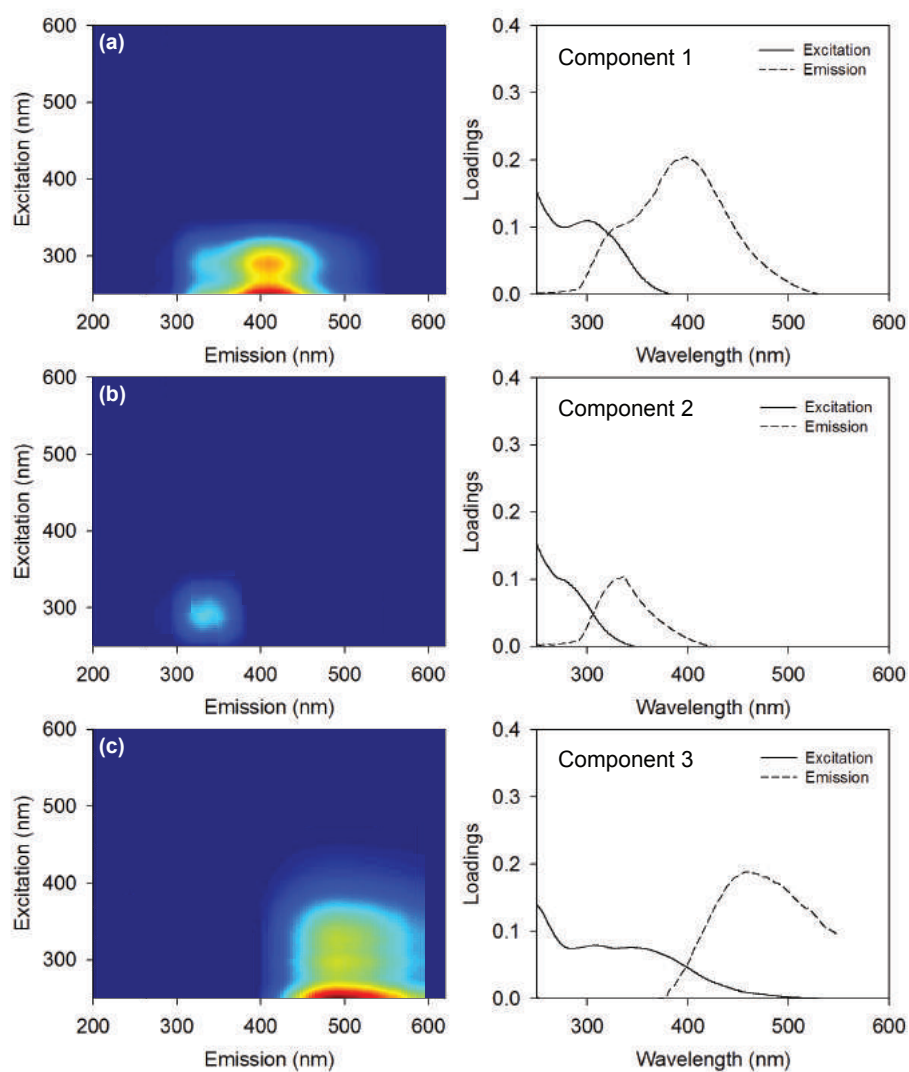 (a)
600
500
400
300
Excitation (nm)
200 300 400 500 600
Emission (nm)
Component 1
Excitation
Emission
0.4
0.3
0.2
0.1
0.0
Loadings
300 400 500 600
Wavelength (nm)
(b)
600
500
400
300
Excitation (nm)
200 300 400 500 600
Emission (nm)
Component 2
Excitation
Emission
0.4
0.3
0.2
0.1
0.0
Loadings
300 400 500 600
Wavelength (nm)
(c)
600
500
400
300
Excitation (nm)
200 300 400 500 600
Emission (nm)
Component 3
Excitation
Emission
0.4
0.3
0.2
0.1
0.0
Loadings
300 400 500 600
Wavelength (nm)